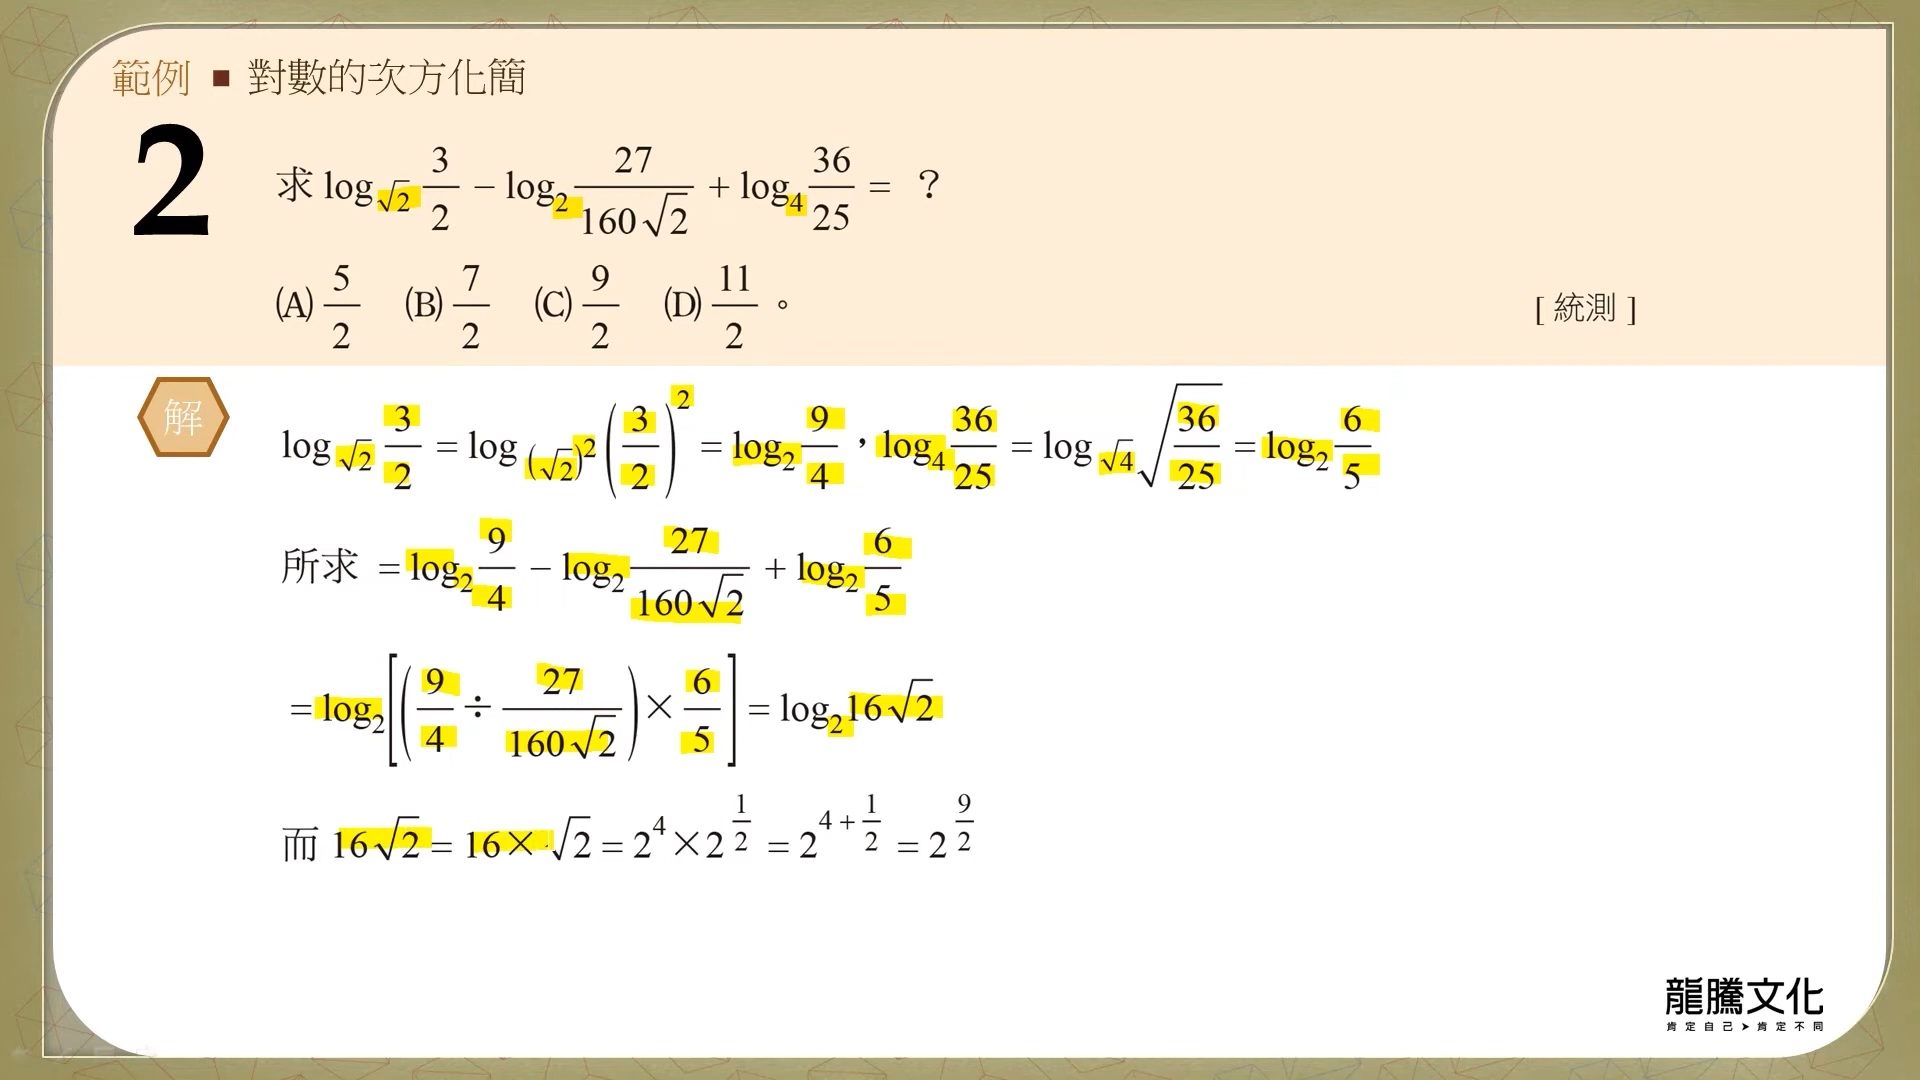 範例 ■ 對數的次方化簡
2
求 log_{√2} 3/2 − log_2 27/(160√2) + log_4 36/25 = ？
(A) 5/2 (B) 7/2 (C) 9/2 (D) 11/2 。
[ 統測 ]
解
log_{√2} 3/2 = log_{(√2)^2} (3/2)^2 = log_2 9/4 ，log_4 36/25 = log_{√4} √(36/25) = log_2 6/5
所求 = log_2 9/4 − log_2 27/(160√2) + log_2 6/5
= log_2 [(9/4 ÷ 27/(160√2)) × 6/5] = log_2 16√2
而 16√2 = 16×√2 = 2^4 × 2^{1/2} = 2^{4+1/2} = 2^{9/2}
龍騰文化
肯定自己➤肯定不同